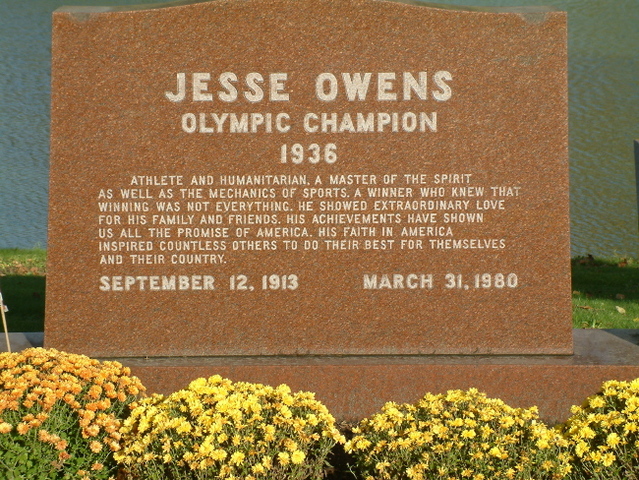 JESSE OWENS
OLYMPIC CHAMPION
1936
ATHLETE AND HUMANITARIAN. A MASTER OF THE SPIRIT
AS WELL AS THE MECHANICS OF SPORTS. A WINNER WHO KNEW THAT
WINNING WAS NOT EVERYTHING. HE SHOWED EXTRAORDINARY LOVE
FOR HIS FAMILY AND FRIENDS. HIS ACHIEVEMENTS HAVE SHOWN
US ALL THE PROMISE OF AMERICA. HIS FAITH IN AMERICA
INSPIRED COUNTLESS OTHERS TO DO THEIR BEST FOR THEMSELVES
AND THEIR COUNTRY.
SEPTEMBER 12, 1913 MARCH 31, 1980